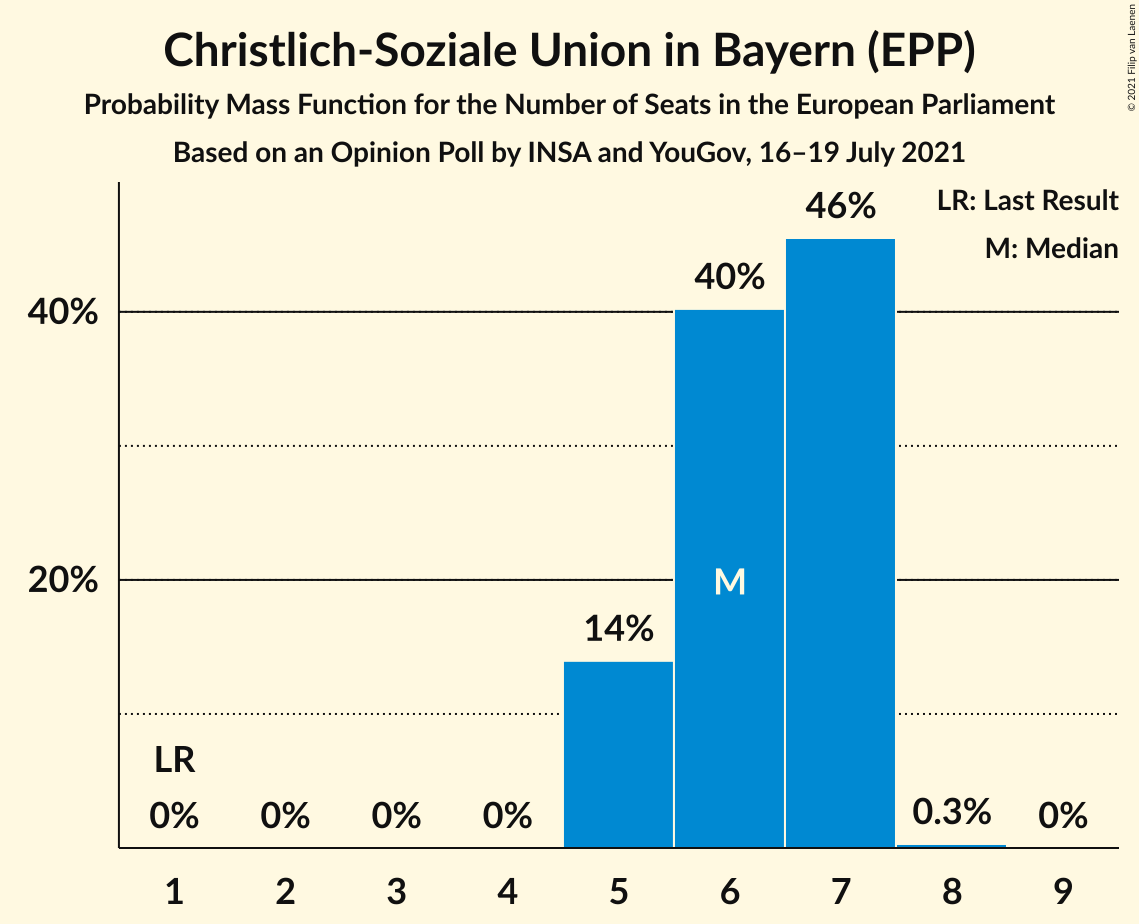 Christlich-Soziale Union in Bayern (EPP)
Probability Mass Function for the Number of Seats in the European Parliament
Based on an Opinion Poll by INSA and YouGov, 16–19 July 2021
© 2021 Filip van Laenen
LR: Last Result
M: Median
46%
40%
40%
20%
M
14%
LR
0% 0% 0% 0% 0.3% 0%
1 2 3 4 5 6 7 8 9